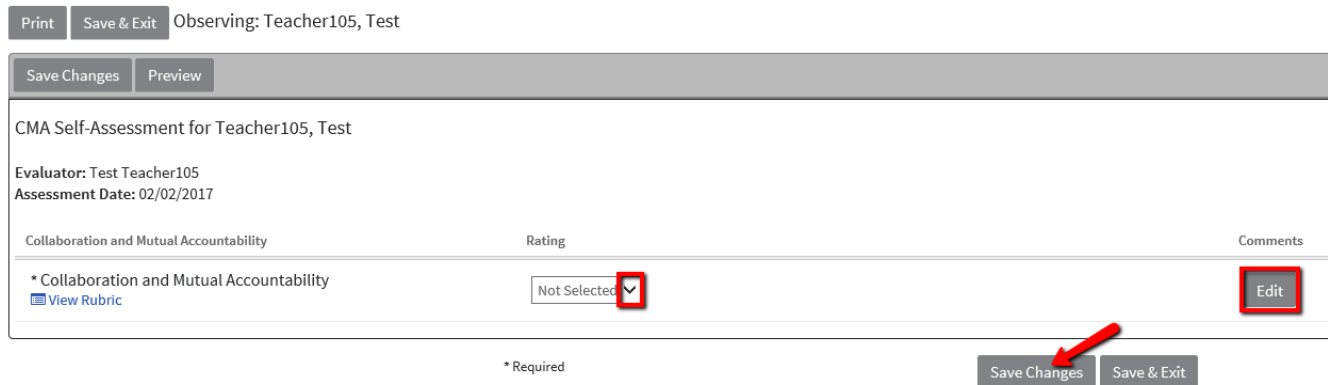 Print Save & Exit Observing: Teacher105, Test
Save Changes Preview
CMA Self-Assessment for Teacher105, Test
Evaluator: Test Teacher105
Assessment Date: 02/02/2017
Collaboration and Mutual Accountability Rating Comments
* Collaboration and Mutual Accountability Not Selected Edit
View Rubric
* Required Save Changes Save & Exit